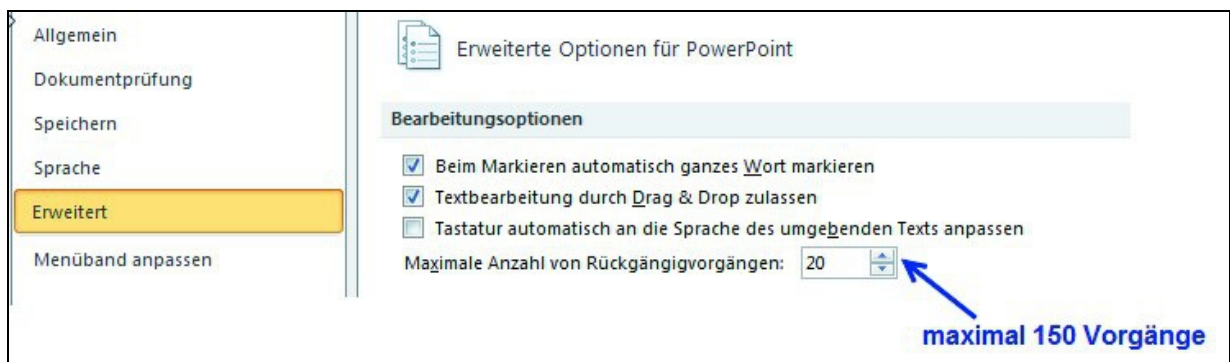 Allgemein
Dokumentprüfung
Speichern
Sprache
Erweitert
Menüband anpassen
Erweiterte Optionen für PowerPoint
Bearbeitungsoptionen
Beim Markieren automatisch ganzes Wort markieren
Textbearbeitung durch Drag & Drop zulassen
Tastatur automatisch an die Sprache des umgebenden Texts anpassen
Maximale Anzahl von Rückgängigvorgängen: 20
maximal 150 Vorgänge